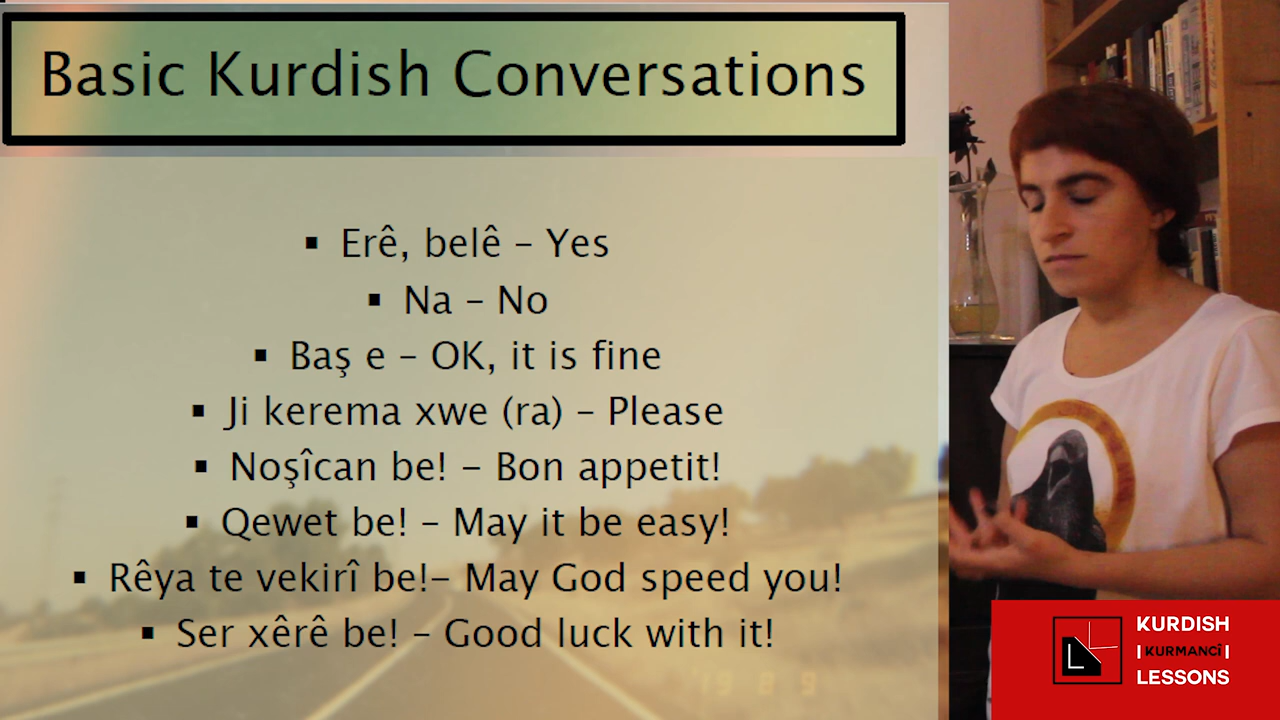 Basic Kurdish Conversations
▪ Erê, belê – Yes
▪ Na – No
▪ Baş e – OK, it is fine
▪ Ji kerema xwe (ra) – Please
▪ Noşîcan be! – Bon appetit!
▪ Qewet be! – May it be easy!
▪ Rêya te vekirî be!– May God speed you!
▪ Ser xêrê be! – Good luck with it!
KURDISH
| KURMANCÎ |
LESSONS